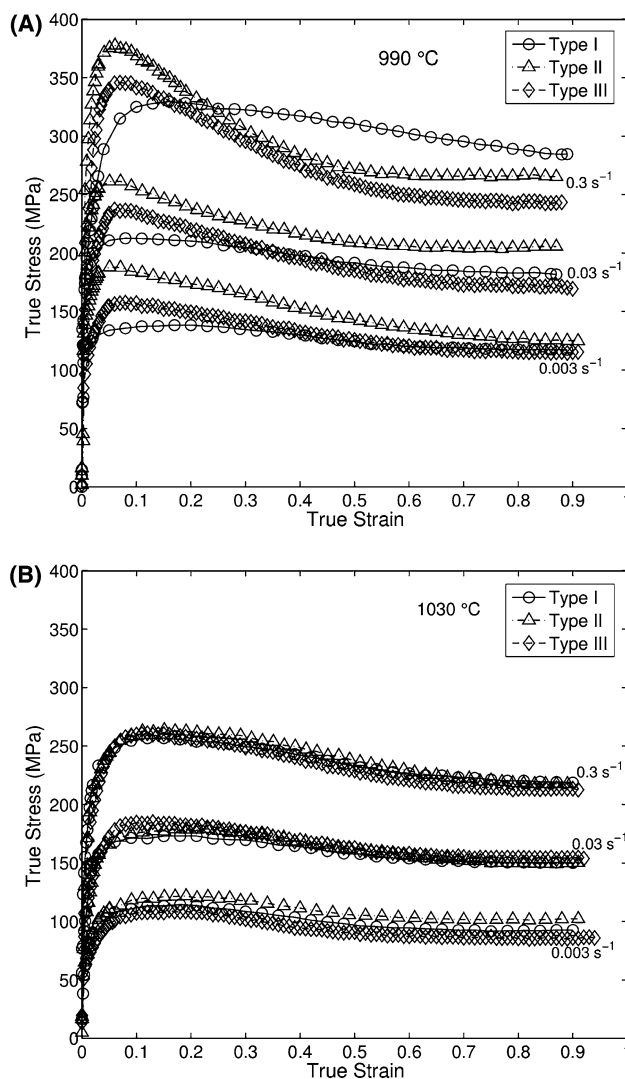 (A)
400
350
300
250
200
150
100
50
0
True Stress (MPa)
990 °C
Type I
Type II
Type III
0.3 s⁻¹
0.03 s⁻¹
0.003 s⁻¹
0 0.1 0.2 0.3 0.4 0.5 0.6 0.7 0.8 0.9
True Strain
(B)
400
350
300
250
200
150
100
50
0
True Stress (MPa)
1030 °C
Type I
Type II
Type III
0.3 s⁻¹
0.03 s⁻¹
0.003 s⁻¹
0 0.1 0.2 0.3 0.4 0.5 0.6 0.7 0.8 0.9
True Strain